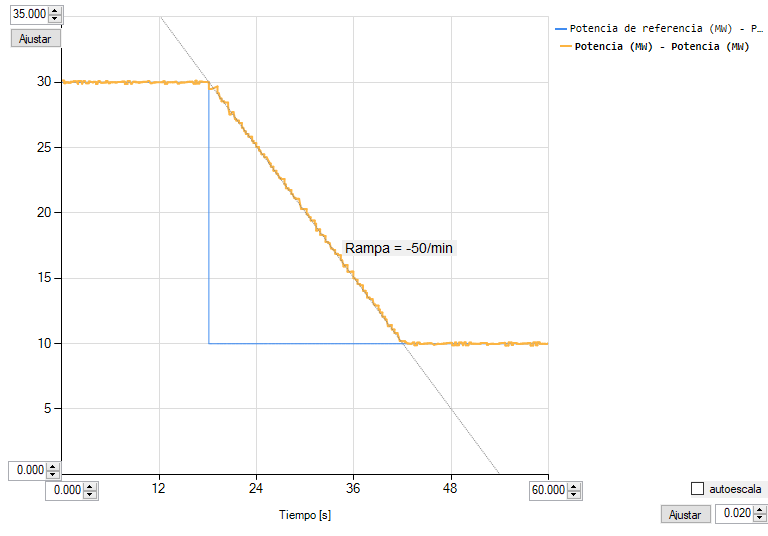 35.000
Ajustar
Potencia de referencia (MW) - P...
Potencia (MW) - Potencia (MW)
30
25
20
Rampa = -50/min
15
10
5
0.000
0.000 12 24 36 48 60.000
autoescala
Tiempo [s]
Ajustar 0.020